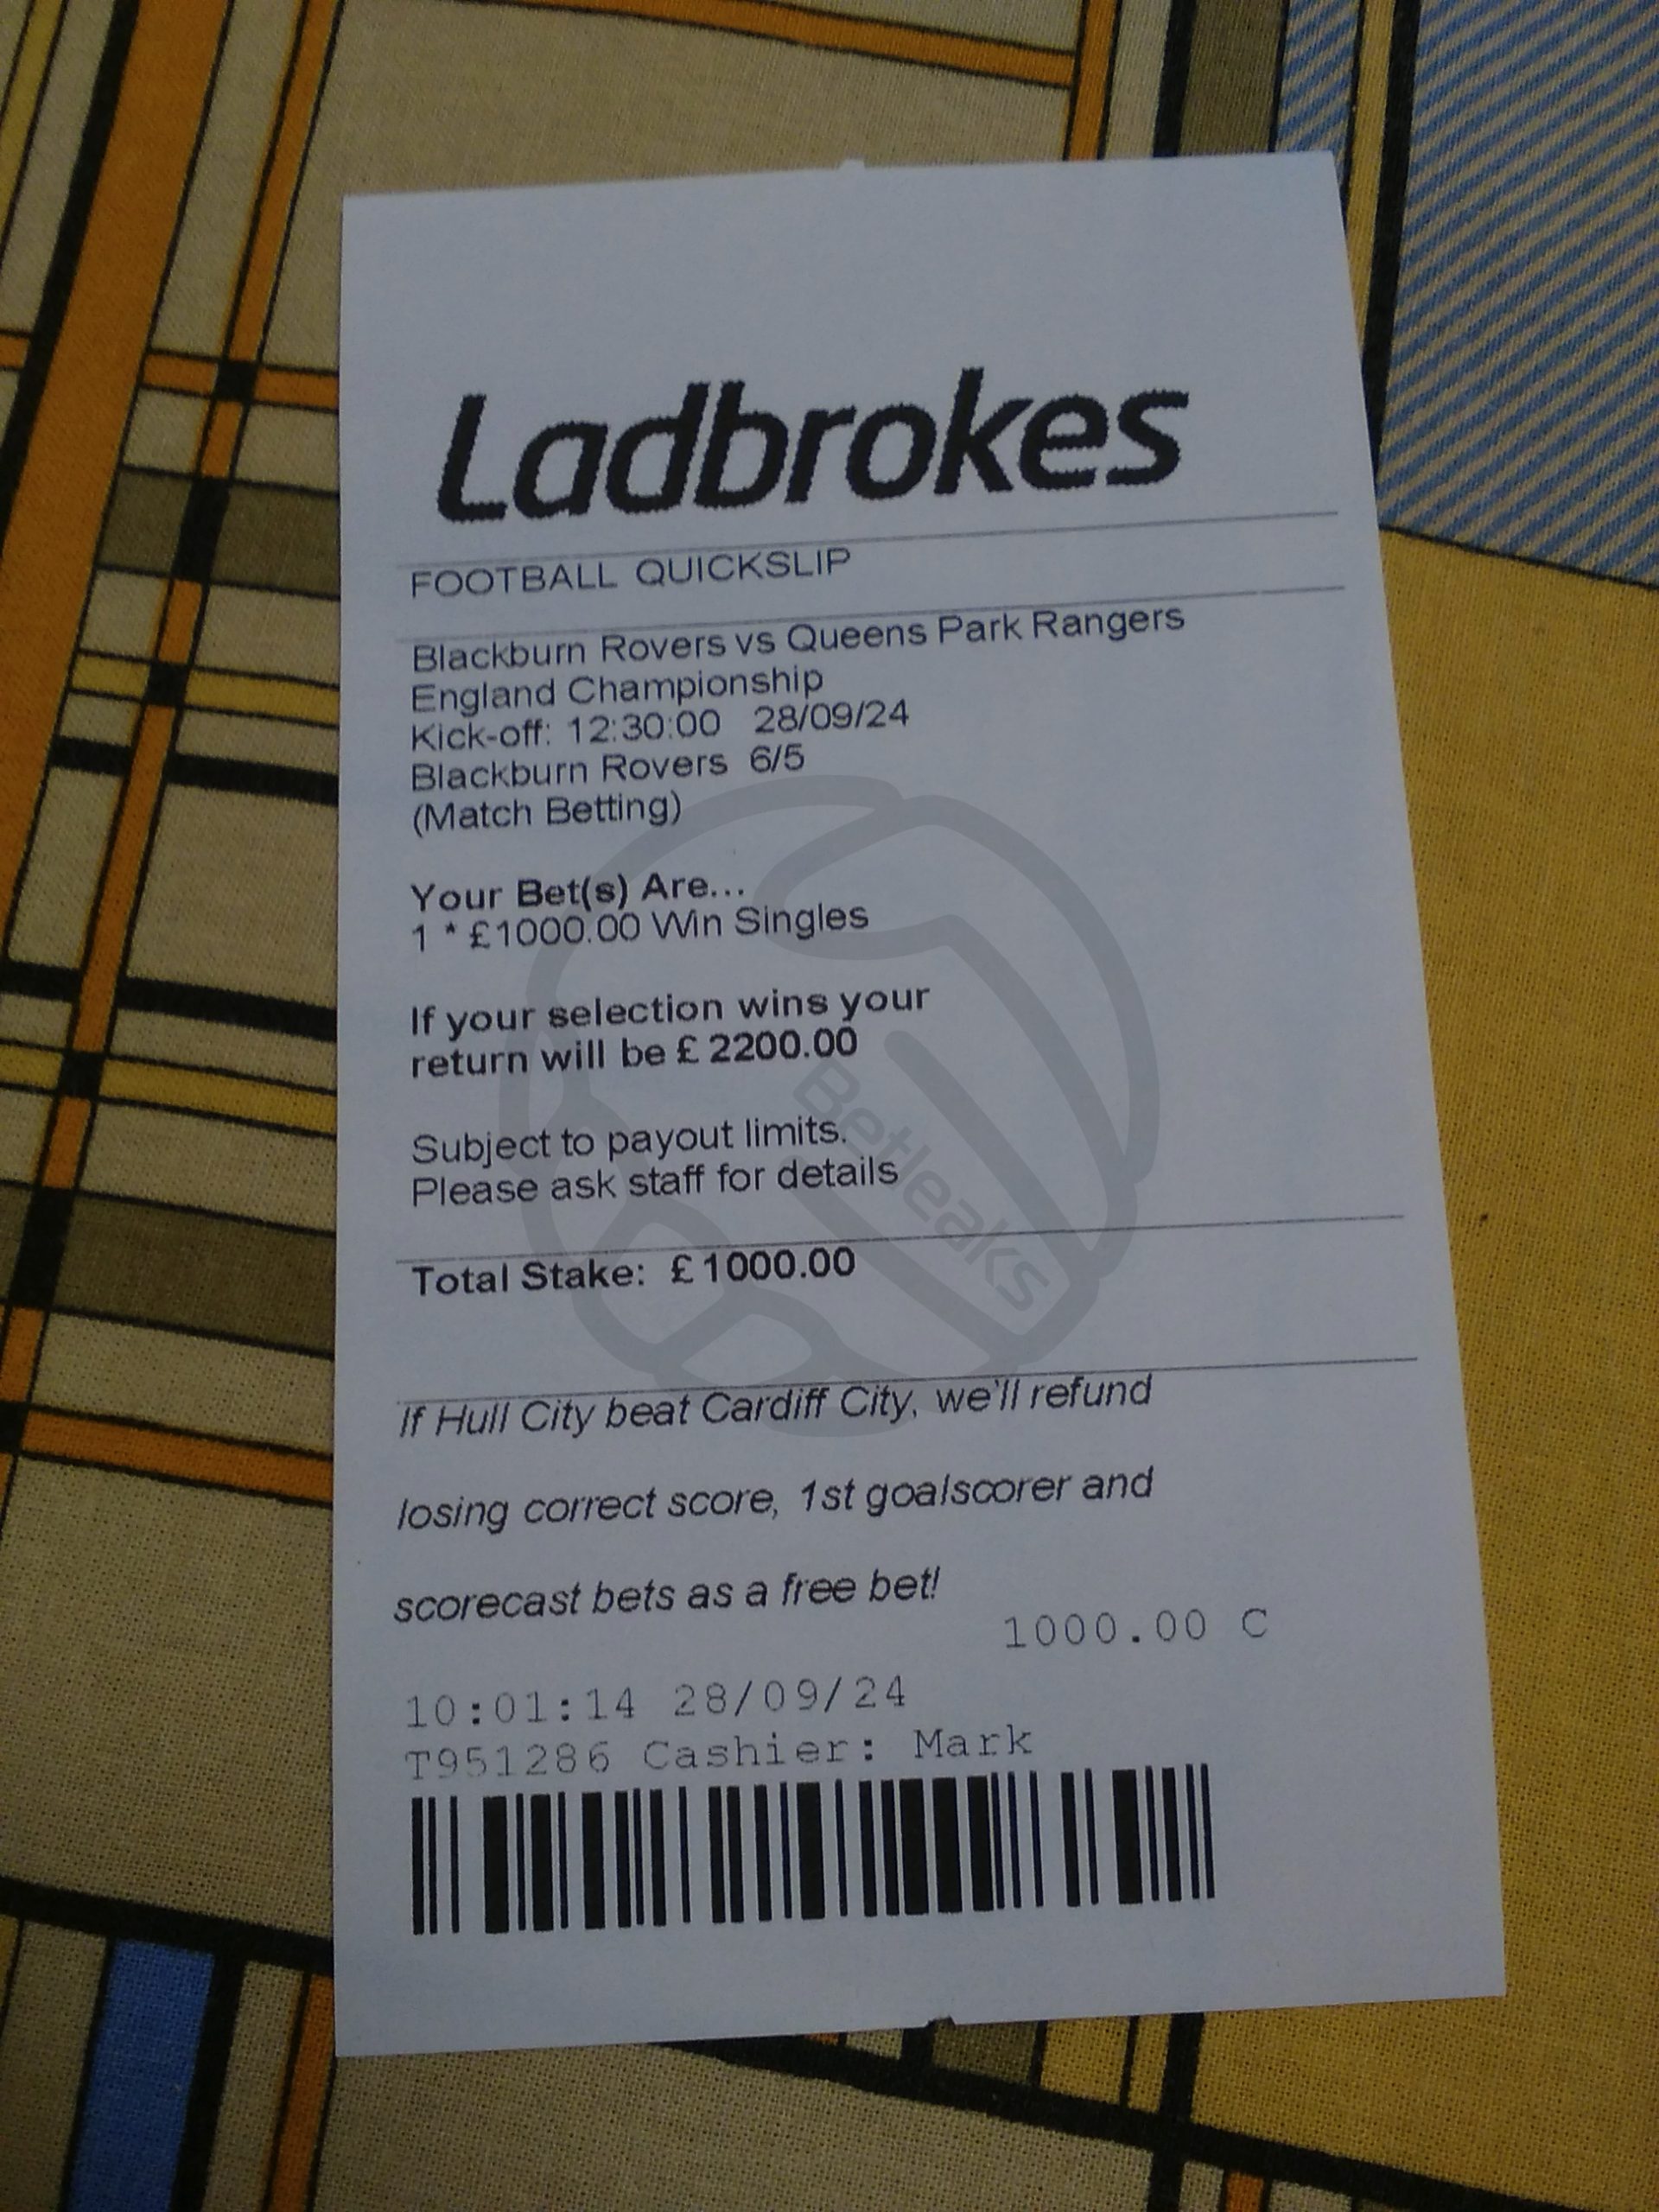 Ladbrokes
FOOTBALL QUICKSLIP
Blackburn Rovers vs Queens Park Rangers
England Championship
Kick-off: 12:30:00 28/09/24
Blackburn Rovers 6/5
(Match Betting)
Your Bet(s) Are...
1 * £1000.00 Win Singles
If your selection wins your
return will be £ 2200.00
Subject to payout limits.
Please ask staff for details
Betleaks
Total Stake: £1000.00
If Hull City beat Cardiff City, we'll refund
losing correct score, 1st goalscorer and
scorecast bets as a free bet!
1000.00 C
10:01:14 28/09/24
T951286 Cashier: Mark